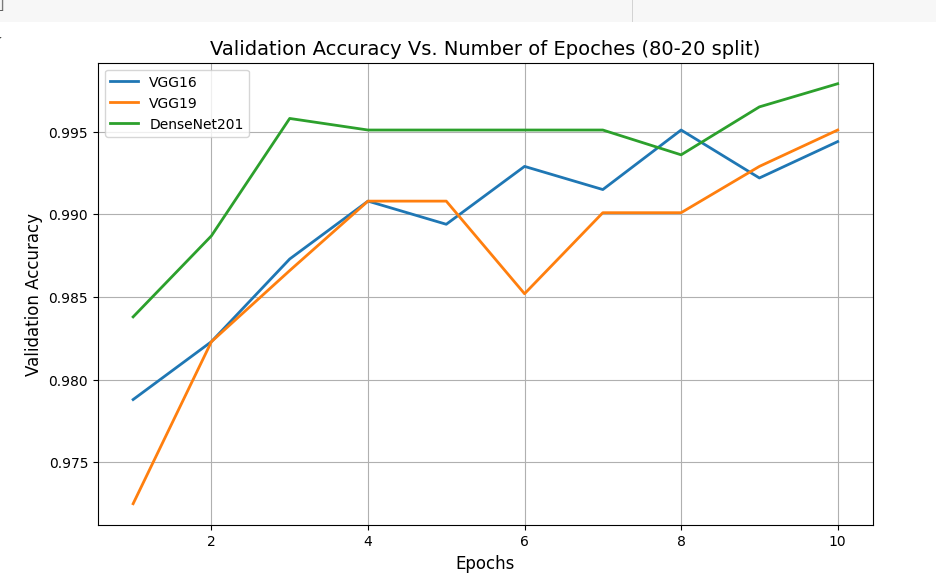 Validation Accuracy Vs. Number of Epoches (80-20 split)
VGG16
VGG19
DenseNet201
0.995
0.990
0.985
0.980
0.975
Validation Accuracy
2 4 6 8 10
Epochs